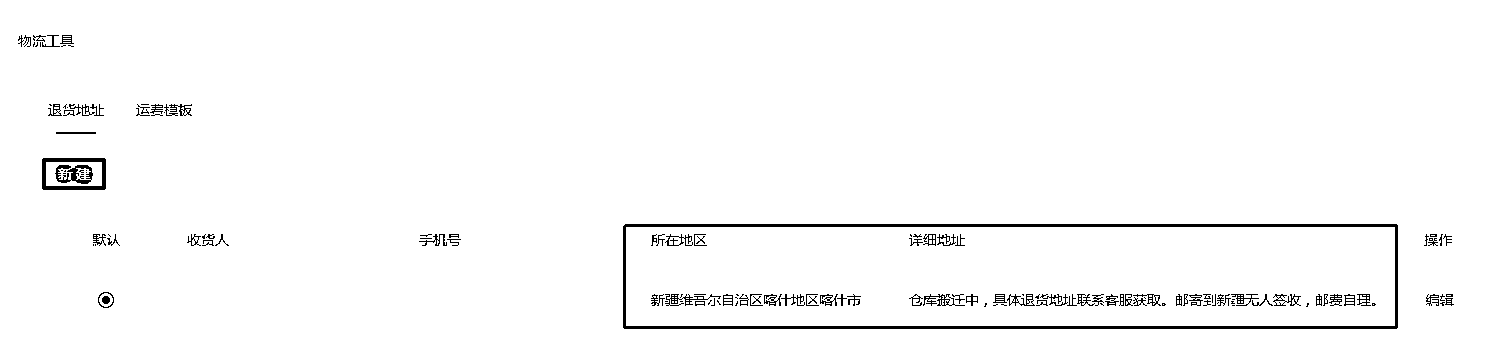 物流工具
退货地址 运费模板
新建
默认 收货人 手机号 所在地区 详细地址 操作
新疆维吾尔自治区喀什地区喀什市 仓库搬迁中，具体退货地址联系客服获取。邮寄到新疆无人签收，邮费自理。 编辑